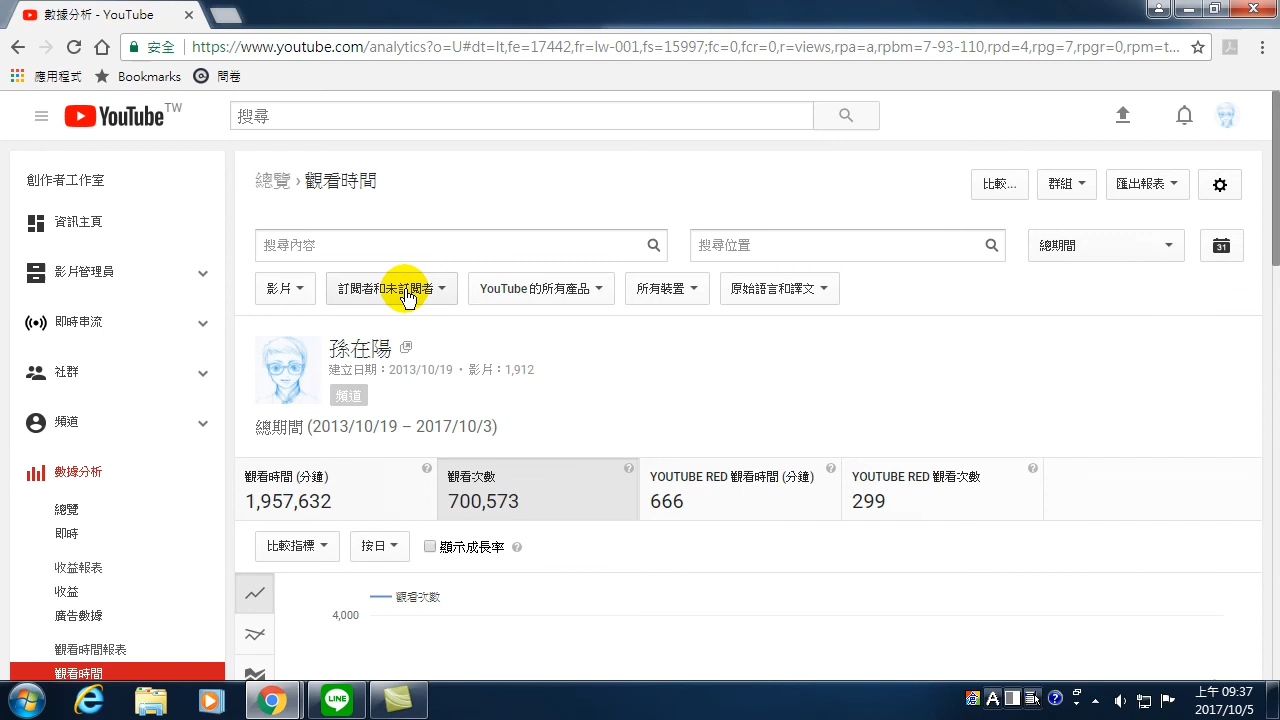 數據分析 - YouTube
安全 https://www.youtube.com/analytics?o=U#dt=lt,fe=17442,fr=lw-001,fs=15997;fc=0,fcr=0,r=views,rpa=a,rpbm=7-93-110,rpd=4,rpg=7,rpgr=0,rpm=t...
應用程式 Bookmarks 問卷
YouTube TW 搜尋
創作者工作室
資訊主頁
影片管理員
即時串流
社群
頻道
數據分析
總覽
即時
收益報表
收益
廣告數據
觀看時間報表
觀看時間
總覽 › 觀看時間
比較... 群組 匯出報表
搜尋內容 搜尋位置 總期間 31
影片 訂閱者和未訂閱者 YouTube 的所有產品 所有裝置 原始語言和譯文
孫在陽
建立日期：2013/10/19 · 影片：1,912
頻道
總期間 (2013/10/19 – 2017/10/3)
觀看時間 (分鐘) ? 觀看次數 ? YOUTUBE RED 觀看時間 (分鐘) ? YOUTUBE RED 觀看次數 ?
1,957,632 700,573 666 299
比較指標 按日 顯示成長率 ?
觀看次數
4,000
LINE
A ?
上午 09:37
2017/10/5